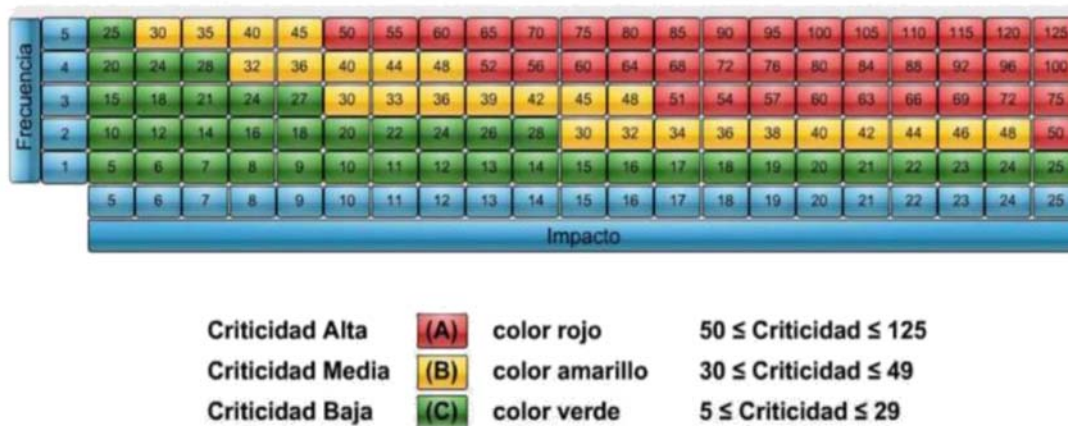 Frecuencia
5 25 30 35 40 45 50 55 60 65 70 75 80 85 90 95 100 105 110 115 120 125
4 20 24 28 32 36 40 44 48 52 56 60 64 68 72 76 80 84 88 92 96 100
3 15 18 21 24 27 30 33 36 39 42 45 48 51 54 57 60 63 66 69 72 75
2 10 12 14 16 18 20 22 24 26 28 30 32 34 36 38 40 42 44 46 48 50
1 5 6 7 8 9 10 11 12 13 14 15 16 17 18 19 20 21 22 23 24 25
5 6 7 8 9 10 11 12 13 14 15 16 17 18 19 20 21 22 23 24 25
Impacto
Criticidad Alta (A) color rojo 50 ≤ Criticidad ≤ 125
Criticidad Media (B) color amarillo 30 ≤ Criticidad ≤ 49
Criticidad Baja (C) color verde 5 ≤ Criticidad ≤ 29